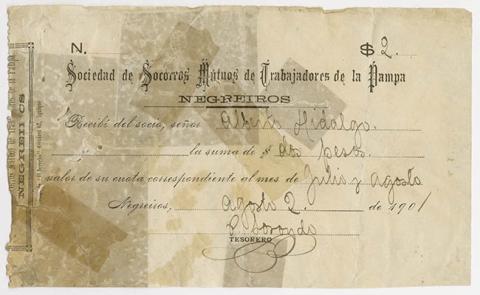 N. $ 2.
Sociedad de Socorros Mútuos de Trabajadores de la Pampa
NEGREIROS
Recibí del socio, señor Alberto Hidalgo.
la suma de $ dos pesos.
valor de su cuota correspondiente al mes de Julio y Agosto
Negreiros, Agosto 2 de 1901
TESORERO
NEGREIROS